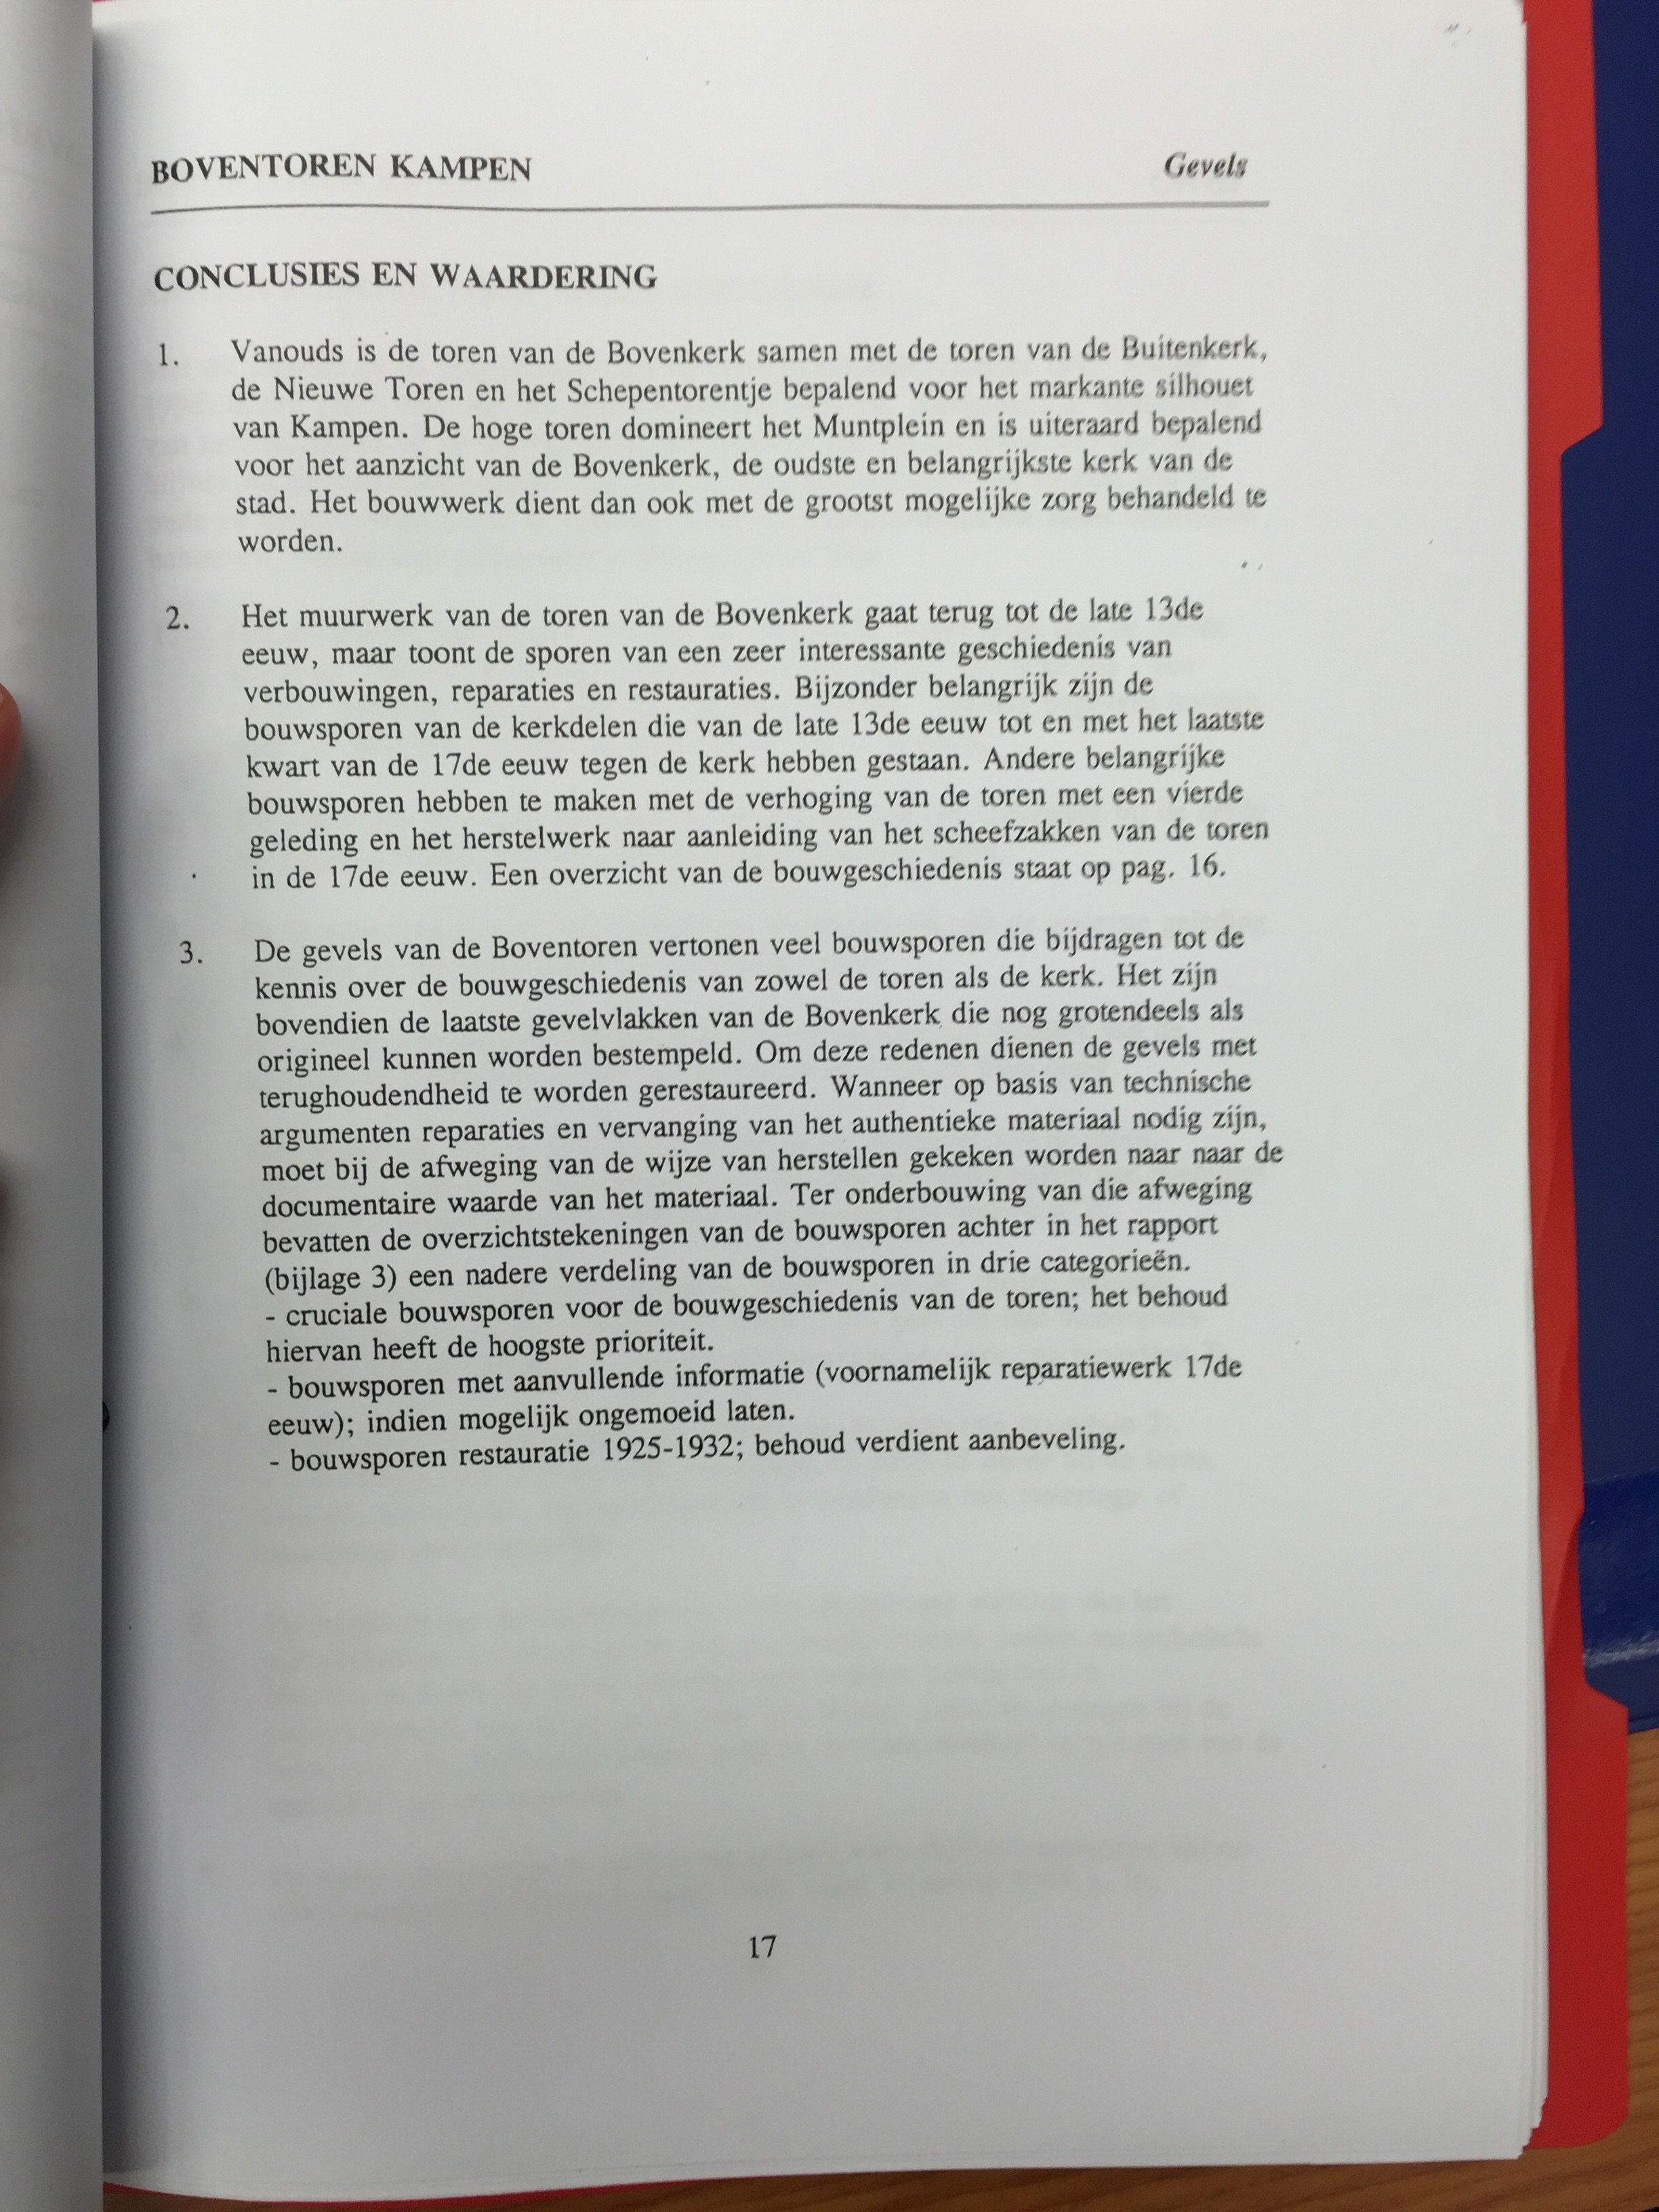 BOVENTOREN KAMPEN Gevels
CONCLUSIES EN WAARDERING
1. Vanouds is de toren van de Bovenkerk samen met de toren van de Buitenkerk,
de Nieuwe Toren en het Schepentorentje bepalend voor het markante silhouet
van Kampen. De hoge toren domineert het Muntplein en is uiteraard bepalend
voor het aanzicht van de Bovenkerk, de oudste en belangrijkste kerk van de
stad. Het bouwwerk dient dan ook met de grootst mogelijke zorg behandeld te
worden.
2. Het muurwerk van de toren van de Bovenkerk gaat terug tot de late 13de
eeuw, maar toont de sporen van een zeer interessante geschiedenis van
verbouwingen, reparaties en restauraties. Bijzonder belangrijk zijn de
bouwsporen van de kerkdelen die van de late 13de eeuw tot en met het laatste
kwart van de 17de eeuw tegen de kerk hebben gestaan. Andere belangrijke
bouwsporen hebben te maken met de verhoging van de toren met een vierde
geleding en het herstelwerk naar aanleiding van het scheefzakken van de toren
in de 17de eeuw. Een overzicht van de bouwgeschiedenis staat op pag. 16.
3. De gevels van de Boventoren vertonen veel bouwsporen die bijdragen tot de
kennis over de bouwgeschiedenis van zowel de toren als de kerk. Het zijn
bovendien de laatste gevelvlakken van de Bovenkerk die nog grotendeels als
origineel kunnen worden bestempeld. Om deze redenen dienen de gevels met
terughoudendheid te worden gerestaureerd. Wanneer op basis van technische
argumenten reparaties en vervanging van het authentieke materiaal nodig zijn,
moet bij de afweging van de wijze van herstellen gekeken worden naar naar de
documentaire waarde van het materiaal. Ter onderbouwing van die afweging
bevatten de overzichtstekeningen van de bouwsporen achter in het rapport
(bijlage 3) een nadere verdeling van de bouwsporen in drie categorieën.
- cruciale bouwsporen voor de bouwgeschiedenis van de toren; het behoud
hiervan heeft de hoogste prioriteit.
- bouwsporen met aanvullende informatie (voornamelijk reparatiewerk 17de
eeuw); indien mogelijk ongemoeid laten.
- bouwsporen restauratie 1925-1932; behoud verdient aanbeveling.
17